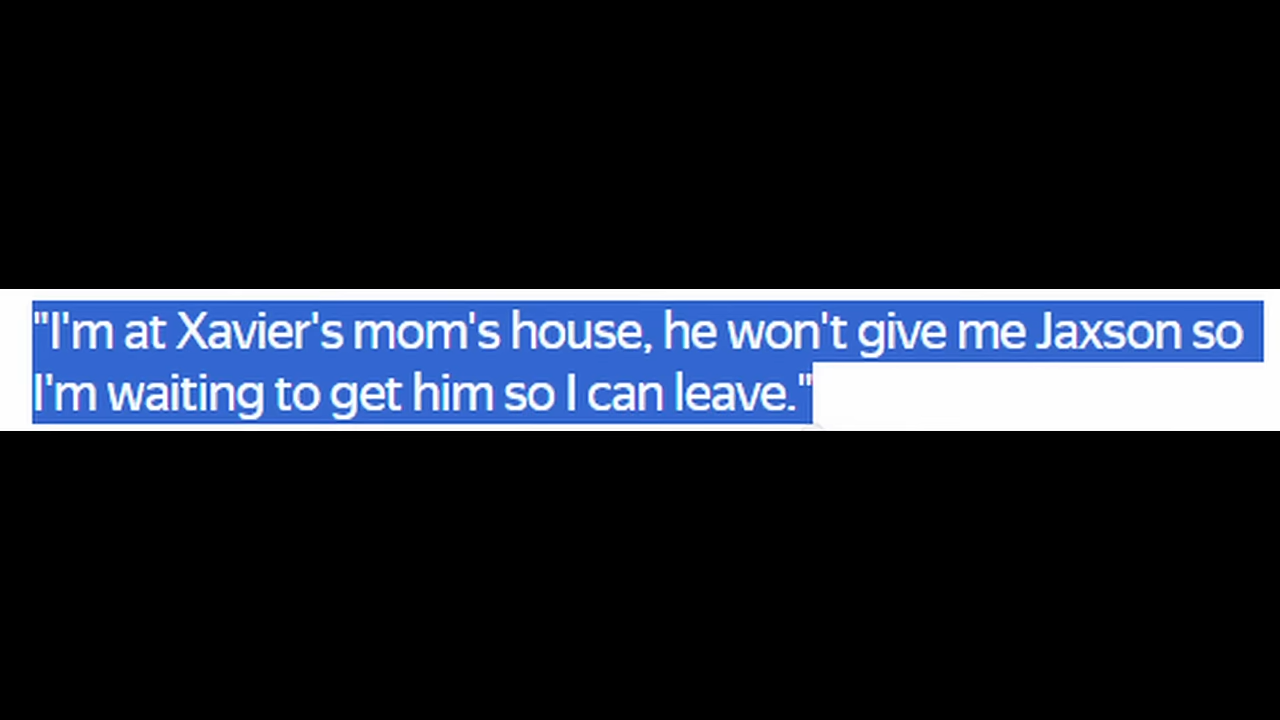 "I'm at Xavier's mom's house, he won't give me Jaxson so
I'm waiting to get him so I can leave."